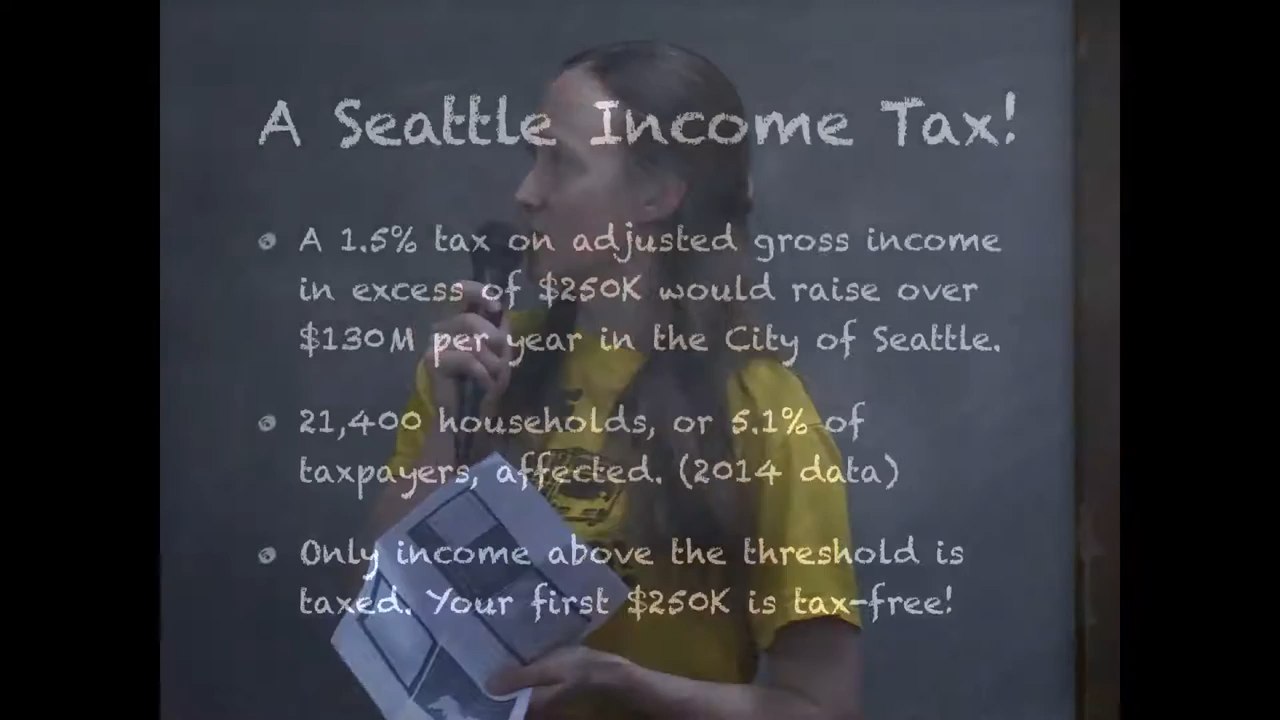 A Seattle Income Tax!
• A 1.5% tax on adjusted gross income
in excess of $250K would raise over
$130M per year in the City of Seattle.
• 21,400 households, or 5.1% of
taxpayers, affected. (2014 data)
• Only income above the threshold is
taxed. Your first $250K is tax-free!